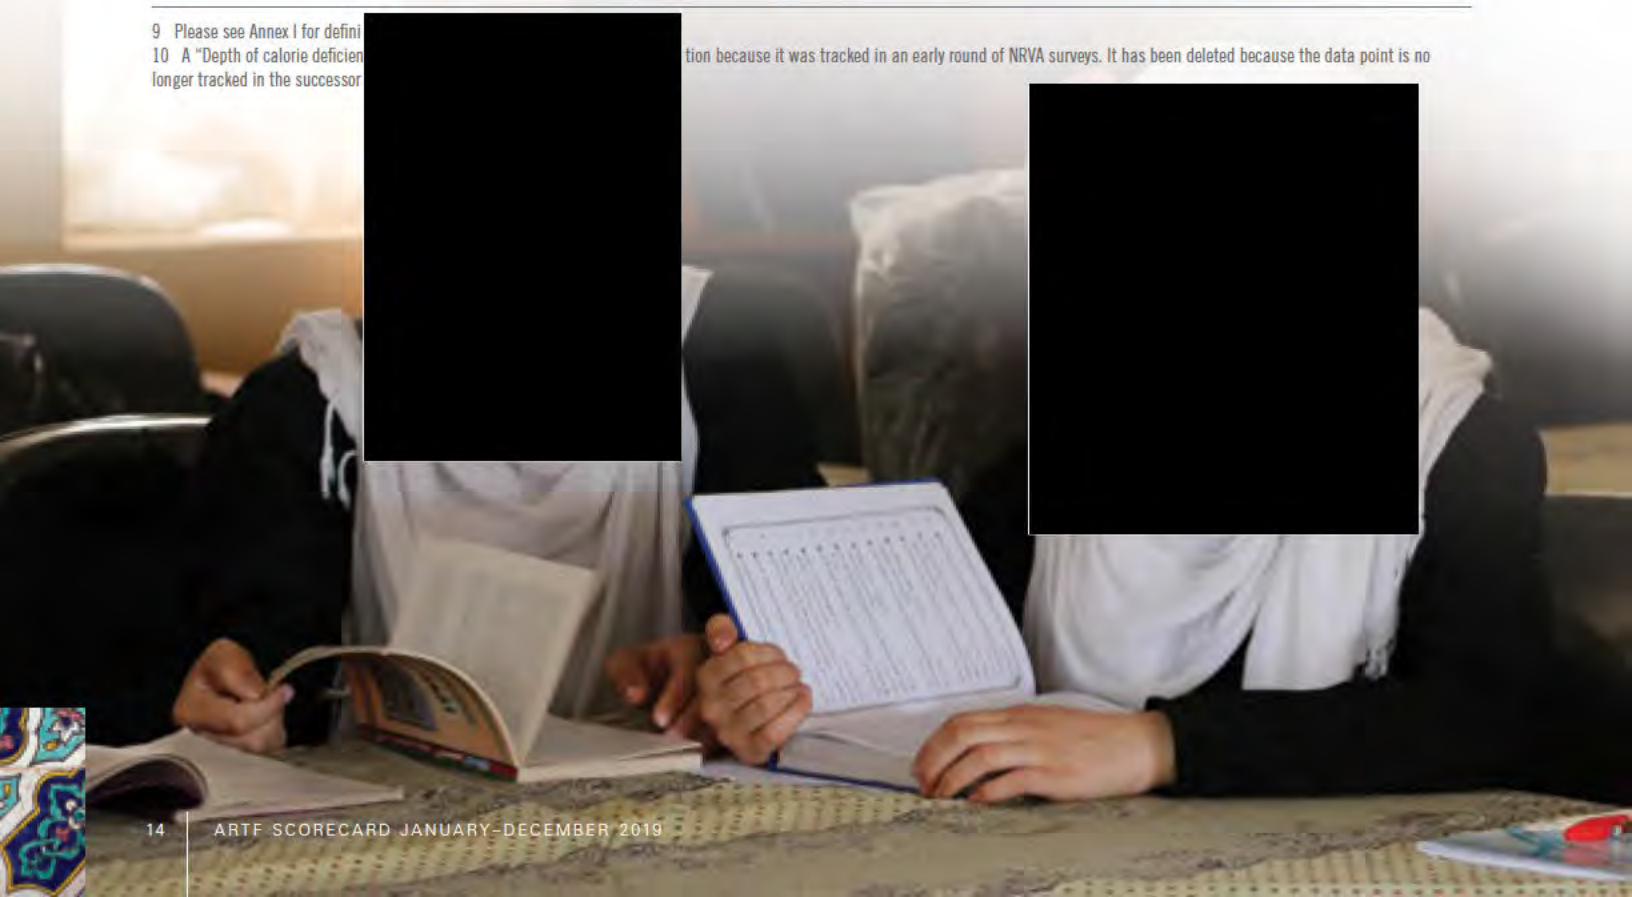 9 Please see Annex I for defini
10 A “Depth of calorie deficien tion because it was tracked in an early round of NRVA surveys. It has been deleted because the data point is no
longer tracked in the successor
14 ARTF SCORECARD JANUARY–DECEMBER 2019